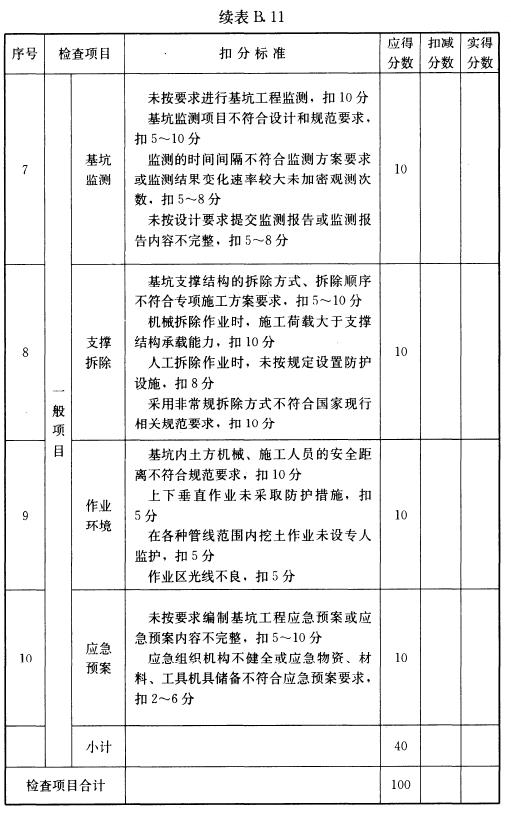 续表 B. 11
序号 检查项目 扣 分 标 准 应得分数 扣减分数 实得分数
一般项目
7 基坑监测 10
未按要求进行基坑工程监测，扣 10 分
基坑监测项目不符合设计和规范要求，
扣 5～10 分
监测的时间间隔不符合监测方案要求
或监测结果变化速率较大未加密观测次
数，扣 5～8 分
未按设计要求提交监测报告或监测报
告内容不完整，扣 5～8 分
8 支撑拆除 10
基坑支撑结构的拆除方式、拆除顺序
不符合专项施工方案要求，扣 5～10 分
机械拆除作业时，施工荷载大于支撑
结构承载能力，扣 10 分
人工拆除作业时，未按规定设置防护
设施，扣 8 分
采用非常规拆除方式不符合国家现行
相关规范要求，扣 10 分
9 作业环境 10
基坑内土方机械、施工人员的安全距
离不符合规范要求，扣 10 分
上下垂直作业未采取防护措施，扣
5 分
在各种管线范围内挖土作业未设专人
监护，扣 5 分
作业区光线不良，扣 5 分
10 应急预案 10
未按要求编制基坑工程应急预案或应
急预案内容不完整，扣 5～10 分
应急组织机构不健全或应急物资、材
料、工具机具储备不符合应急预案要求，
扣 2～6 分
小计 40
检查项目合计 100